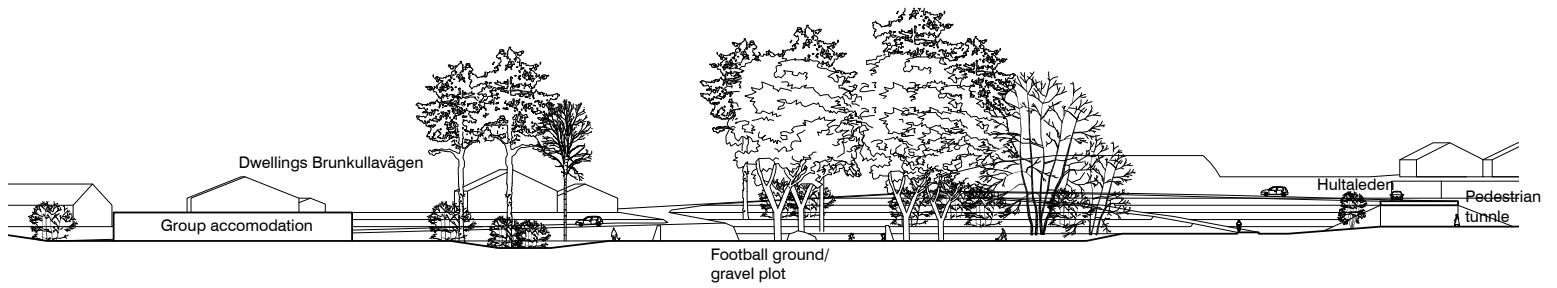 Dwellings Brunkullavägen
Group accomodation
Football ground/
gravel plot
Hultaleden
Pedestrian
tunnle